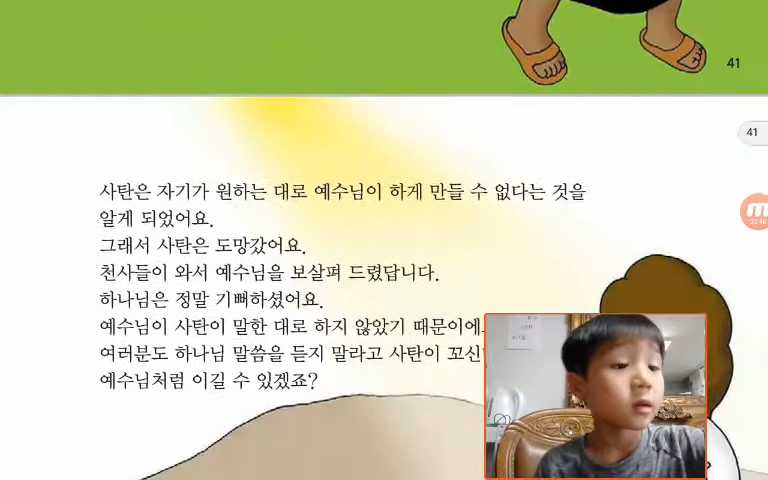 41
41
사탄은 자기가 원하는 대로 예수님이 하게 만들 수 없다는 것을
알게 되었어요.
그래서 사탄은 도망갔어요.
천사들이 와서 예수님을 보살펴 드렸답니다.
하나님은 정말 기뻐하셨어요.
예수님이 사탄이 말한 대로 하지 않았기 때문이에
여러분도 하나님 말씀을 듣지 말라고 사탄이 꼬신
예수님처럼 이길 수 있겠죠?